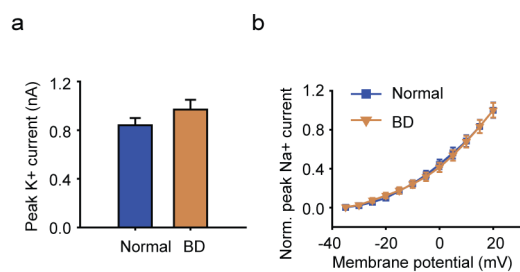 a
Peak K+ current (nA)
1.2
0.8
0.4
0.0
Normal BD
b
Norm. peak Na+ current
1.2
0.8
0.4
0.0
Normal
BD
-40 -20 0 20
Membrane potential (mV)